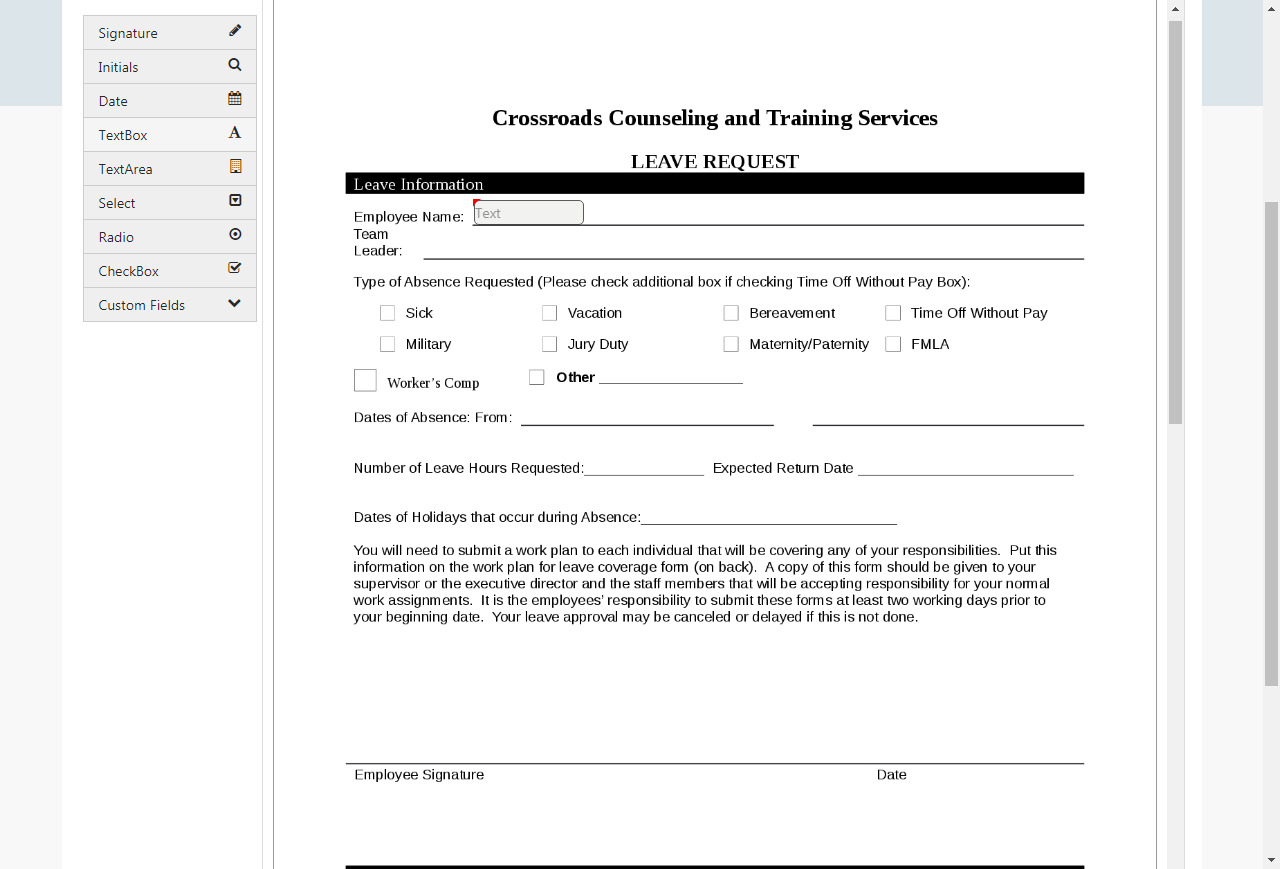 Signature
Initials
Date
TextBox
TextArea
Select
Radio
CheckBox
Custom Fields
Crossroads Counseling and Training Services
LEAVE REQUEST
Leave Information
Employee Name: Text
Team
Leader:
Type of Absence Requested (Please check additional box if checking Time Off Without Pay Box):
Sick Vacation Bereavement Time Off Without Pay
Military Jury Duty Maternity/Paternity FMLA
Worker's Comp Other
Dates of Absence: From:
Number of Leave Hours Requested: Expected Return Date
Dates of Holidays that occur during Absence:
You will need to submit a work plan to each individual that will be covering any of your responsibilities. Put this
information on the work plan for leave coverage form (on back). A copy of this form should be given to your
supervisor or the executive director and the staff members that will be accepting responsibility for your normal
work assignments. It is the employees' responsibility to submit these forms at least two working days prior to
your beginning date. Your leave approval may be canceled or delayed if this is not done.
Employee Signature Date